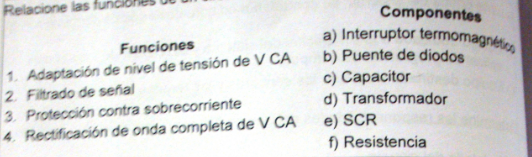 Relacione las funciones de un
Componentes
Funciones
a) Interruptor termomagnético
1. Adaptación de nivel de tensión de V CA
b) Puente de diodos
2. Filtrado de señal
c) Capacitor
3. Protección contra sobrecorriente
d) Transformador
4. Rectificación de onda completa de V CA
e) SCR
f) Resistencia